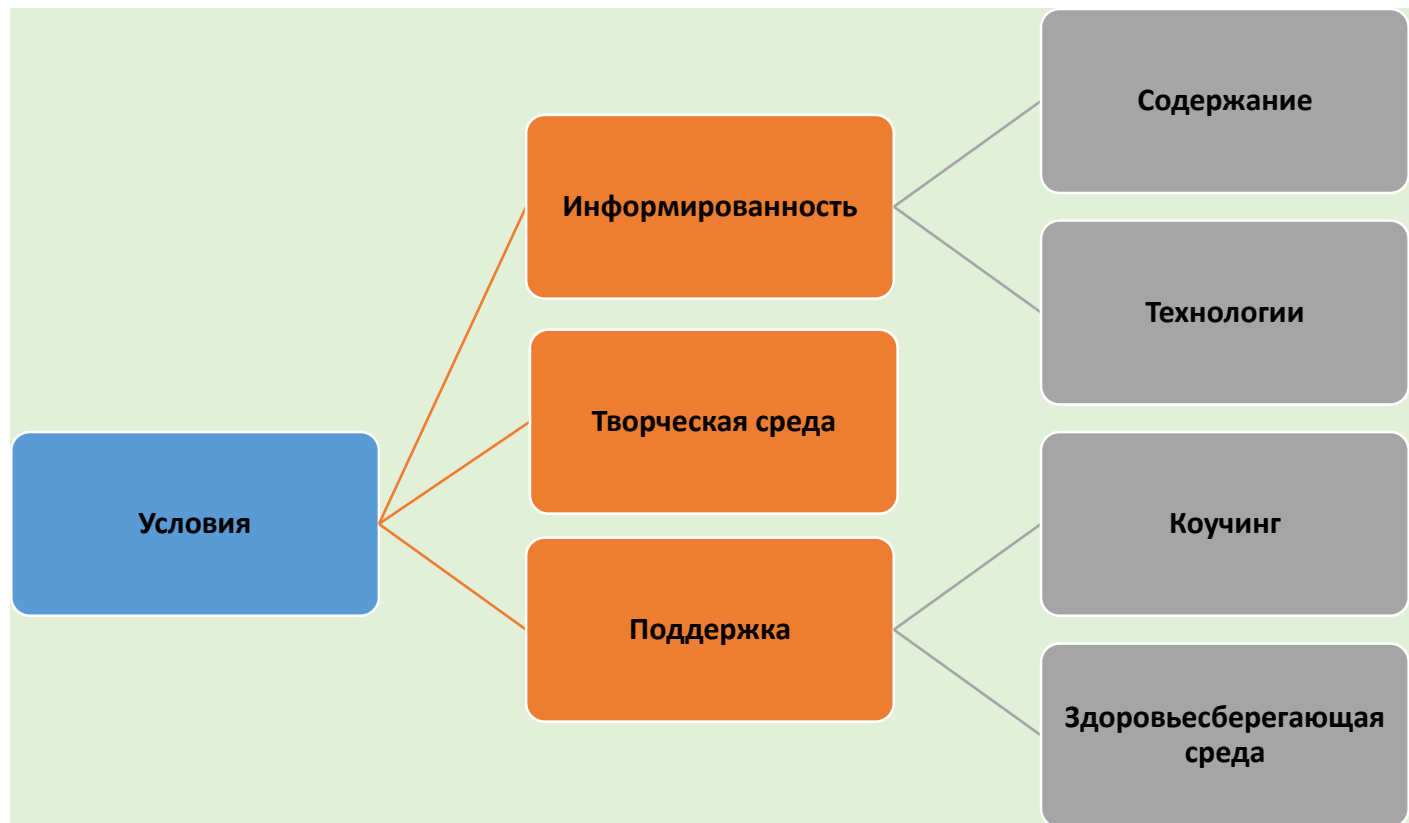 Условия
Информированность
Творческая среда
Поддержка
Содержание
Технологии
Коучинг
Здоровьесберегающая
среда